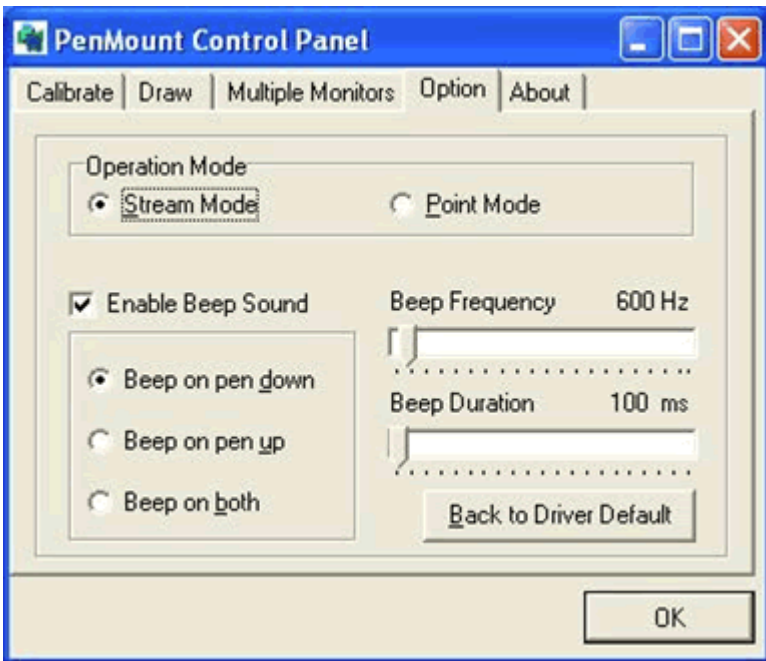 PenMount Control Panel
Calibrate Draw Multiple Monitors Option About
Operation Mode
Stream Mode Point Mode
Enable Beep Sound Beep Frequency 600 Hz
Beep on pen down
Beep Duration 100 ms
Beep on pen up
Beep on both
Back to Driver Default
OK